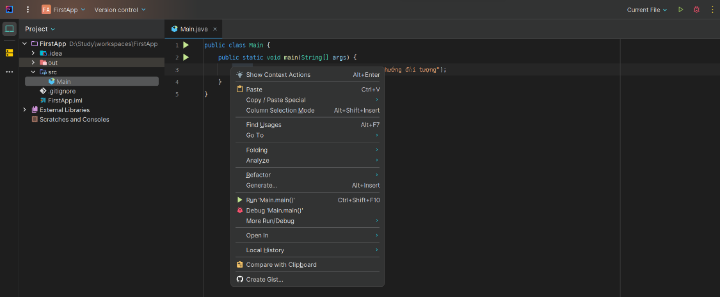 FA FirstApp Version control Current File
Project
FirstApp D:\Study\workspaces\FirstApp
.idea
out
src
Main
.gitignore
FirstApp.iml
External Libraries
Scratches and Consoles
Main.java
1 public class Main {
2 public static void main(String[] args) {
3 hướng đối tượng");
4 }
5 }
Show Context Actions Alt+Enter
Paste Ctrl+V
Copy / Paste Special
Column Selection Mode Alt+Shift+Insert
Find Usages Alt+F7
Go To
Folding
Analyze
Refactor
Generate... Alt+Insert
Run 'Main.main()' Ctrl+Shift+F10
Debug 'Main.main()'
More Run/Debug
Open In
Local History
Compare with Clipboard
Create Gist...